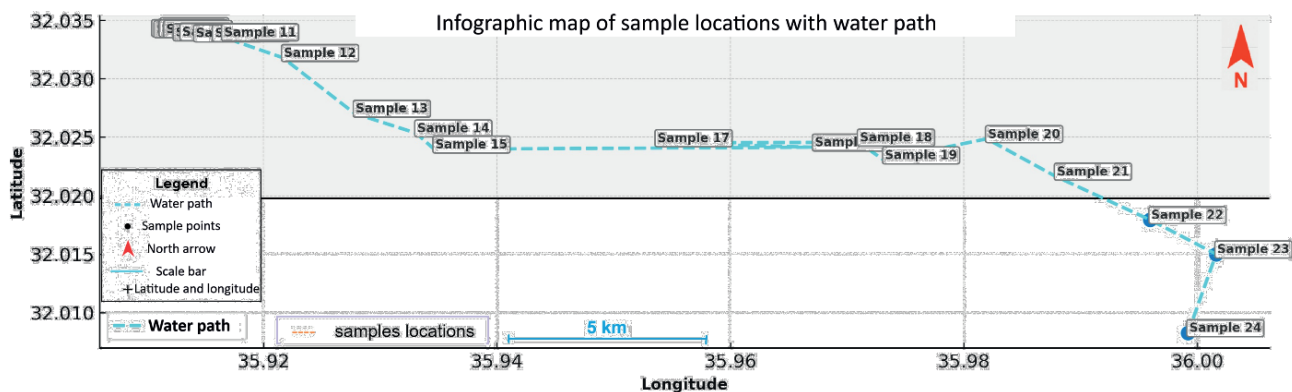 Infographic map of sample locations with water path
32.035
32.030
32.025
32.020
32.015
32.010
Latitude
Sample 11
Sample 12
Sample 13
Sample 14
Sample 15
Sample 17
Sample 18
Sample 19
Sample 20
Sample 21
Sample 22
Sample 23
Sample 24
N
Legend
Water path
Sample points
North arrow
Scale bar
Latitude and longitude
Water path
samples locations
5 km
35.92
35.94
35.96
35.98
36.00
Longitude